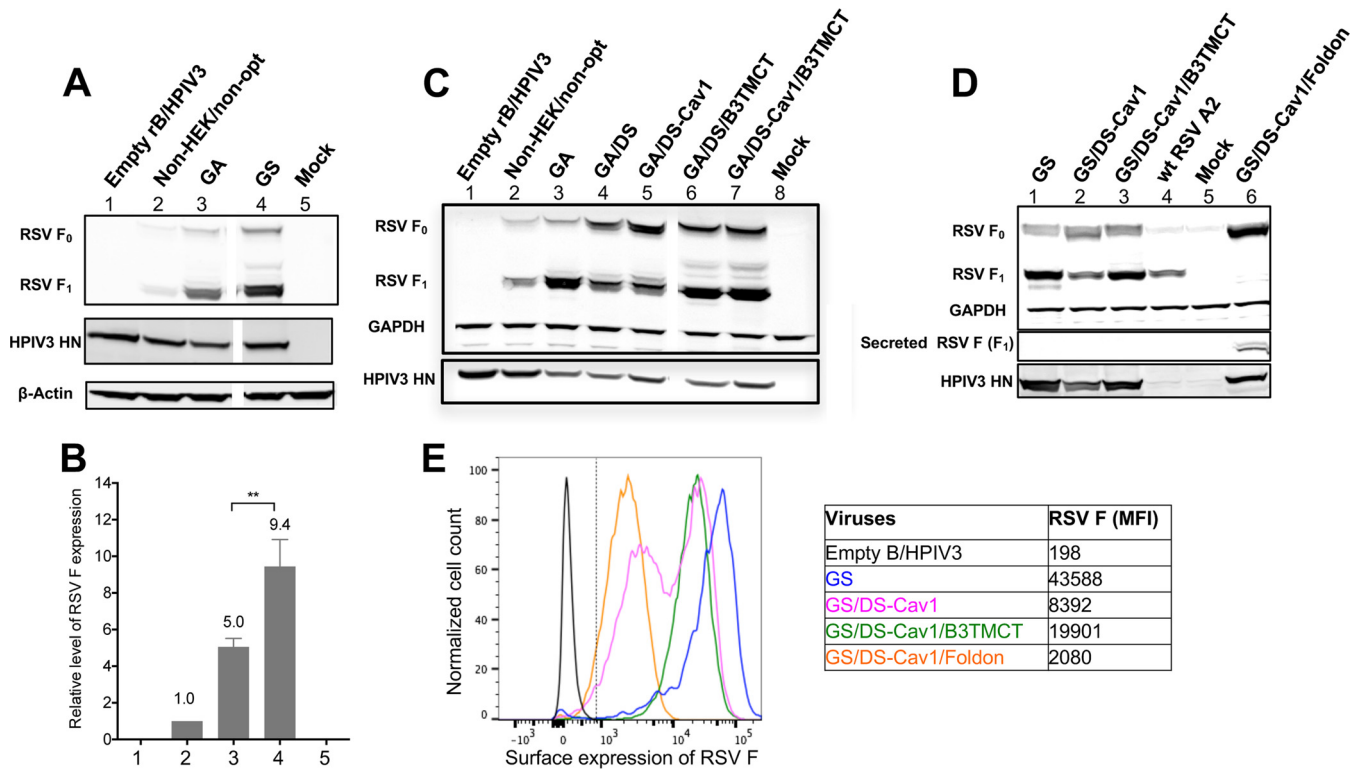 A
Empty rB/HPIV3
Non-HEK/non-opt
GA
GS
Mock
1 2 3 4 5
RSV F0
RSV F1
HPIV3 HN
β-Actin
B
Relative level of RSV F expression
14
12
10
8
6
4
2
0
1.0
5.0
9.4
**
1 2 3 4 5
C
Empty rB/HPIV3
Non-HEK/non-opt
GA
GA/DS
GA/DS-Cav1
GA/DS/B3TMCT
GA/DS-Cav1/B3TMCT
Mock
1 2 3 4 5 6 7 8
RSV F0
RSV F1
GAPDH
HPIV3 HN
D
GS
GS/DS-Cav1
GS/DS-Cav1/B3TMCT
wt RSV A2
Mock
GS/DS-Cav1/Foldon
1 2 3 4 5 6
RSV F0
RSV F1
GAPDH
Secreted RSV F (F1)
HPIV3 HN
E
Normalized cell count
100
80
60
40
20
0
-10³ 0 10³ 10⁴ 10⁵
Surface expression of RSV F
Viruses RSV F (MFI)
Empty B/HPIV3 198
GS 43588
GS/DS-Cav1 8392
GS/DS-Cav1/B3TMCT 19901
GS/DS-Cav1/Foldon 2080